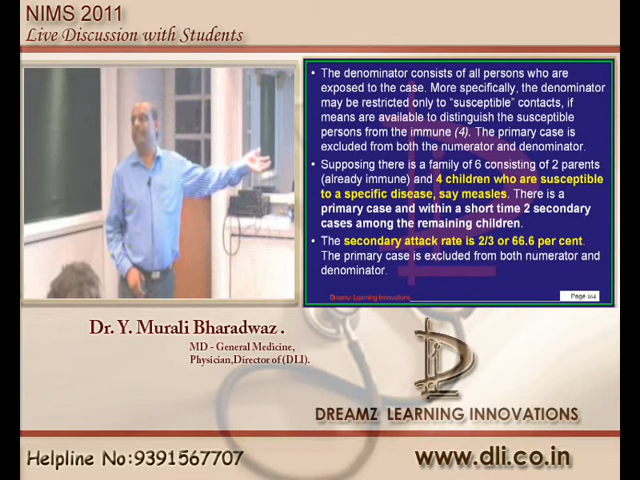 NIMS 2011
Live Discussion with Students
• The denominator consists of all persons who are
exposed to the case. More specifically, the denominator
may be restricted only to “susceptible” contacts, if
means are available to distinguish the susceptible
persons from the immune (4). The primary case is
excluded from both the numerator and denominator.
• Supposing there is a family of 6 consisting of 2 parents
(already immune) and 4 children who are susceptible
to a specific disease, say measles. There is a
primary case and within a short time 2 secondary
cases among the remaining children.
• The secondary attack rate is 2/3 or 66.6 per cent.
The primary case is excluded from both numerator and
denominator.
Dreamz Learning Innovations
Page
Dr. Y. Murali Bharadwaz .
MD - General Medicine,
Physician,Director of (DLI).
DREAMZ LEARNING INNOVATIONS
Helpline No:9391567707
www.dli.co.in